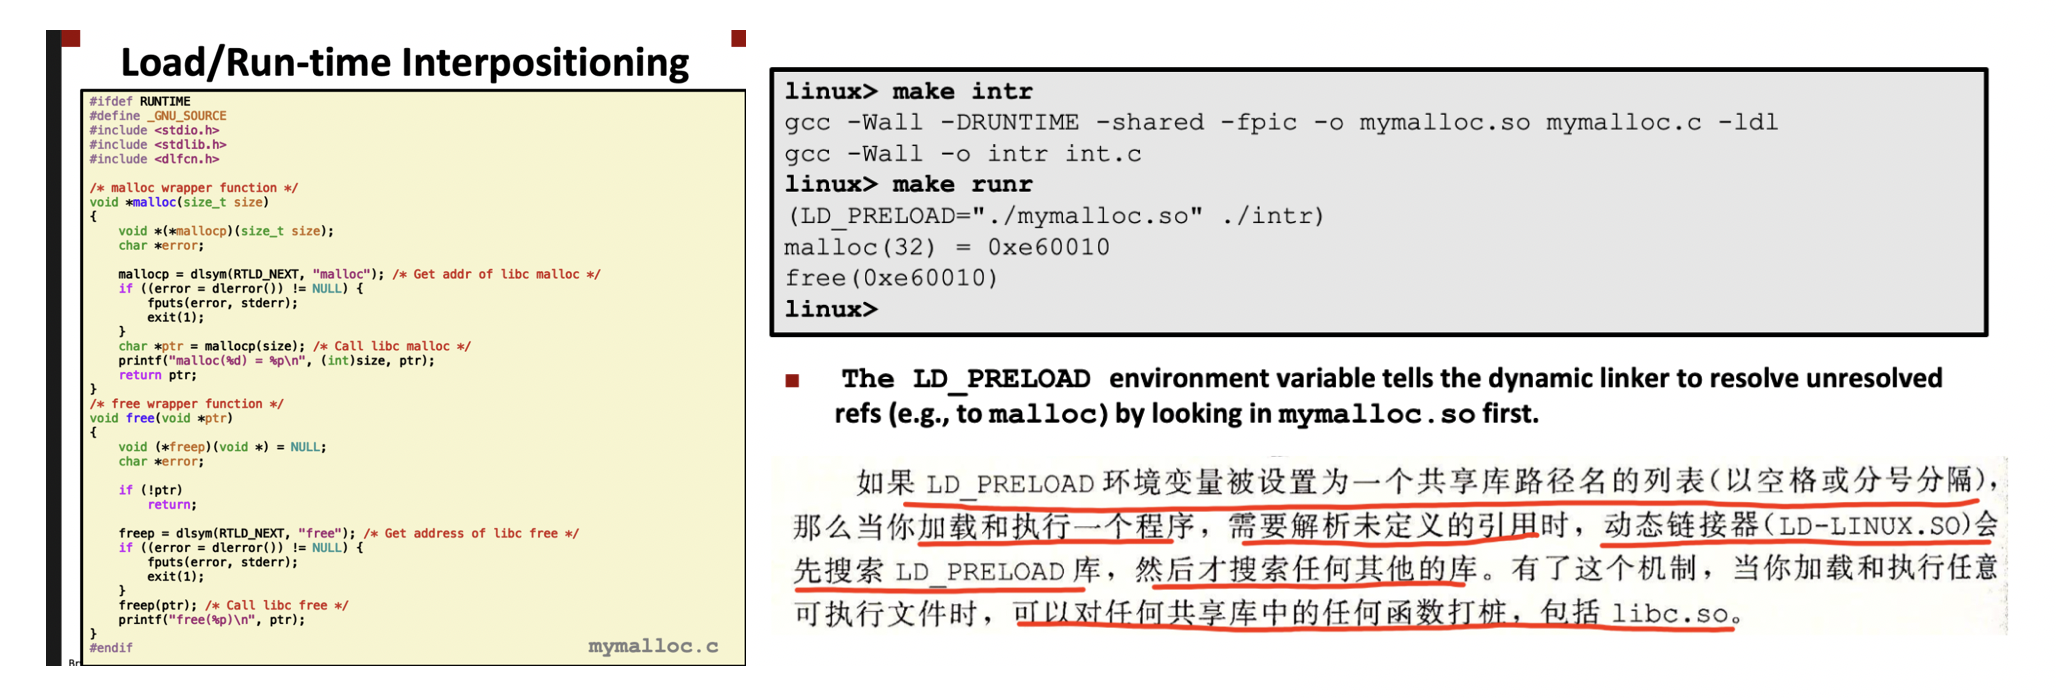 Load/Run-time Interpositioning
#ifdef RUNTIME
#define _GNU_SOURCE
#include <stdio.h>
#include <stdlib.h>
#include <dlfcn.h>
/* malloc wrapper function */
void *malloc(size_t size)
{
    void *(*mallocp)(size_t size);
    char *error;
    mallocp = dlsym(RTLD_NEXT, "malloc"); /* Get addr of libc malloc */
    if ((error = dlerror()) != NULL) {
        fputs(error, stderr);
        exit(1);
    }
    char *ptr = mallocp(size); /* Call libc malloc */
    printf("malloc(%d) = %p\n", (int)size, ptr);
    return ptr;
}
/* free wrapper function */
void free(void *ptr)
{
    void (*freep)(void *) = NULL;
    char *error;
    if (!ptr)
        return;
    freep = dlsym(RTLD_NEXT, "free"); /* Get address of libc free */
    if ((error = dlerror()) != NULL) {
        fputs(error, stderr);
        exit(1);
    }
    freep(ptr); /* Call libc free */
    printf("free(%p)\n", ptr);
}
#endif
mymalloc.c
Br
linux> make intr
gcc -Wall -DRUNTIME -shared -fpic -o mymalloc.so mymalloc.c -ldl
gcc -Wall -o intr int.c
linux> make runr
(LD_PRELOAD="./mymalloc.so" ./intr)
malloc(32) = 0xe60010
free(0xe60010)
linux>
The LD_PRELOAD environment variable tells the dynamic linker to resolve unresolved
refs (e.g., to malloc) by looking in mymalloc.so first.
如果 LD_PRELOAD 环境变量被设置为一个共享库路径名的列表(以空格或分号分隔),
那么当你加载和执行一个程序，需要解析未定义的引用时，动态链接器(LD-LINUX.SO)会
先搜索 LD_PRELOAD 库，然后才搜索任何其他的库。有了这个机制，当你加载和执行任意
可执行文件时，可以对任何共享库中的任何函数打桩，包括 libc.so。